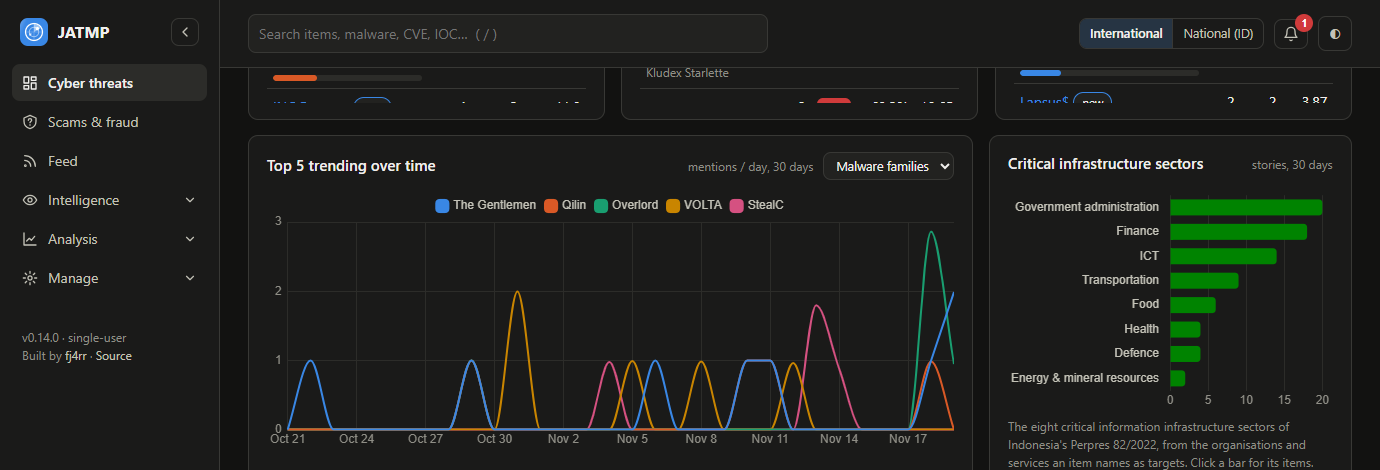 JATMP
Search items, malware, CVE, IOC... ( / )
International
National (ID)
1
Cyber threats
Scams & fraud
Feed
Intelligence
Analysis
Manage
v0.14.0 · single-user
Built by fj4rr · Source
Kludex Starlette
Lapsus$ new 2 2 3.87
Top 5 trending over time
mentions / day, 30 days
Malware families
The Gentlemen Qilin Overlord VOLTA StealC
3
2
1
0
Oct 21 Oct 24 Oct 27 Oct 30 Nov 2 Nov 5 Nov 8 Nov 11 Nov 14 Nov 17
Critical infrastructure sectors
stories, 30 days
Government administration
Finance
ICT
Transportation
Food
Health
Defence
Energy & mineral resources
0 5 10 15 20
The eight critical information infrastructure sectors of
Indonesia's Perpres 82/2022, from the organisations and
services an item names as targets. Click a bar for its items.